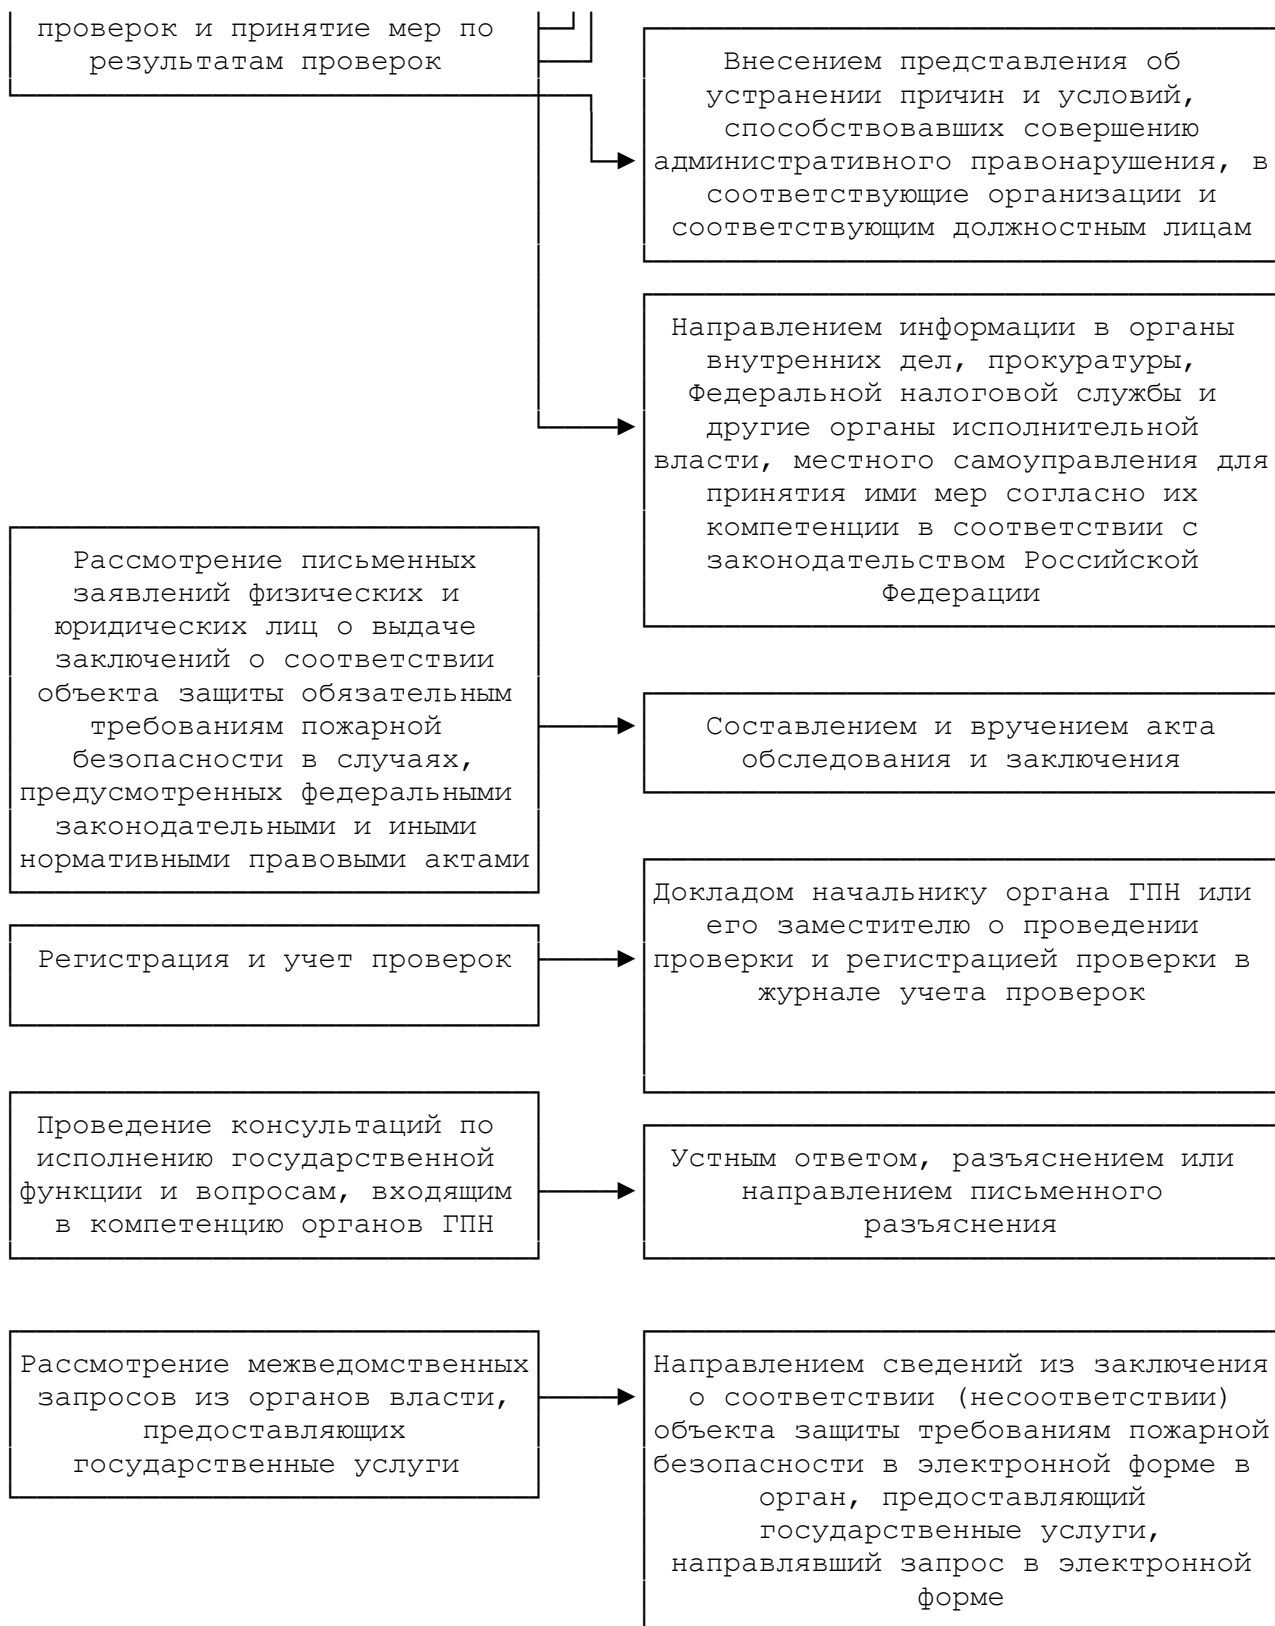 проверок и принятие мер по
результатам проверок
Внесением представления об
устранении причин и условий,
способствовавших совершению
административного правонарушения, в
соответствующие организации и
соответствующим должностным лицам
Направлением информации в органы
внутренних дел, прокуратуры,
Федеральной налоговой службы и
другие органы исполнительной
власти, местного самоуправления для
принятия ими мер согласно их
компетенции в соответствии с
законодательством Российской
Федерации
Рассмотрение письменных
заявлений физических и
юридических лиц о выдаче
заключений о соответствии
объекта защиты обязательным
требованиям пожарной
безопасности в случаях,
предусмотренных федеральными
законодательными и иными
нормативными правовыми актами
Составлением и вручением акта
обследования и заключения
Регистрация и учет проверок
Докладом начальнику органа ГПН или
его заместителю о проведении
проверки и регистрацией проверки в
журнале учета проверок
Проведение консультаций по
исполнению государственной
функции и вопросам, входящим
в компетенцию органов ГПН
Устным ответом, разъяснением или
направлением письменного
разъяснения
Рассмотрение межведомственных
запросов из органов власти,
предоставляющих
государственные услуги
Направлением сведений из заключения
о соответствии (несоответствии)
объекта защиты требованиям пожарной
безопасности в электронной форме в
орган, предоставляющий
государственные услуги,
направлявший запрос в электронной
форме